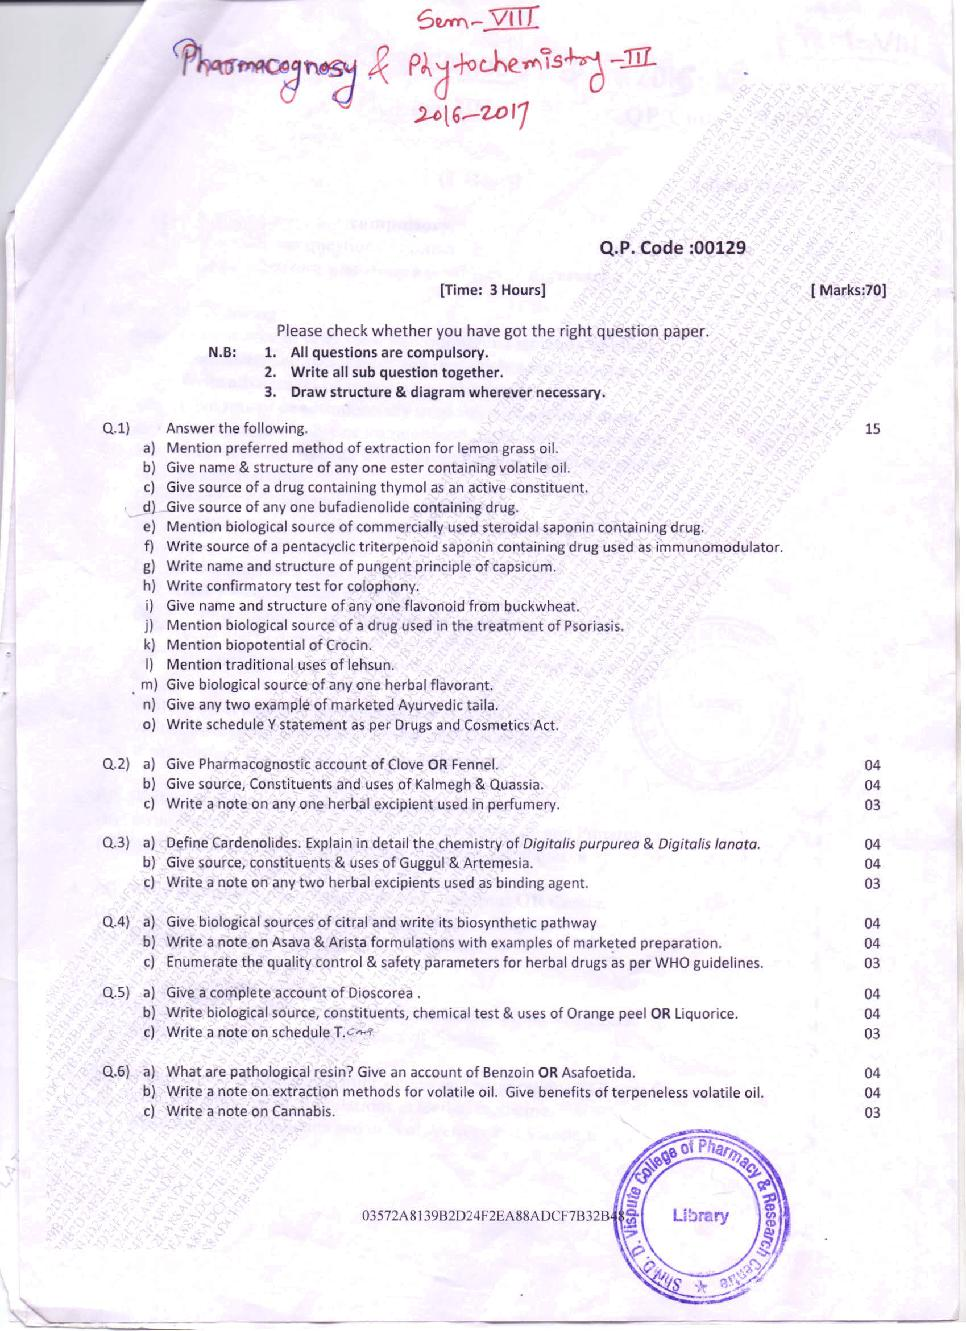 Sem-VIII
Pharmacognosy & Phytochemistry-III
2016-2017
Q.P. Code :00129
[Time: 3 Hours] [ Marks:70]
Please check whether you have got the right question paper.
N.B: 1. All questions are compulsory.
2. Write all sub question together.
3. Draw structure & diagram wherever necessary.
Q.1) Answer the following. 15
a) Mention preferred method of extraction for lemon grass oil.
b) Give name & structure of any one ester containing volatile oil.
c) Give source of a drug containing thymol as an active constituent.
d) Give source of any one bufadienolide containing drug.
e) Mention biological source of commercially used steroidal saponin containing drug.
f) Write source of a pentacyclic triterpenoid saponin containing drug used as immunomodulator.
g) Write name and structure of pungent principle of capsicum.
h) Write confirmatory test for colophony.
i) Give name and structure of any one flavonoid from buckwheat.
j) Mention biological source of a drug used in the treatment of Psoriasis.
k) Mention biopotential of Crocin.
l) Mention traditional uses of lehsun.
m) Give biological source of any one herbal flavorant.
n) Give any two example of marketed Ayurvedic taila.
o) Write schedule Y statement as per Drugs and Cosmetics Act.
Q.2) a) Give Pharmacognostic account of Clove OR Fennel. 04
b) Give source, Constituents and uses of Kalmegh & Quassia. 04
c) Write a note on any one herbal excipient used in perfumery. 03
Q.3) a) Define Cardenolides. Explain in detail the chemistry of Digitalis purpurea & Digitalis lanata. 04
b) Give source, constituents & uses of Guggul & Artemesia. 04
c) Write a note on any two herbal excipients used as binding agent. 03
Q.4) a) Give biological sources of citral and write its biosynthetic pathway 04
b) Write a note on Asava & Arista formulations with examples of marketed preparation. 04
c) Enumerate the quality control & safety parameters for herbal drugs as per WHO guidelines. 03
Q.5) a) Give a complete account of Dioscorea . 04
b) Write biological source, constituents, chemical test & uses of Orange peel OR Liquorice. 04
c) Write a note on schedule T. 03
Q.6) a) What are pathological resin? Give an account of Benzoin OR Asafoetida. 04
b) Write a note on extraction methods for volatile oil. Give benefits of terpeneless volatile oil. 04
c) Write a note on Cannabis. 03
03572A8139B2D24F2EA88ADCF7B32B48
D. D. Vispute College of Pharmacy & Research Centre
Library